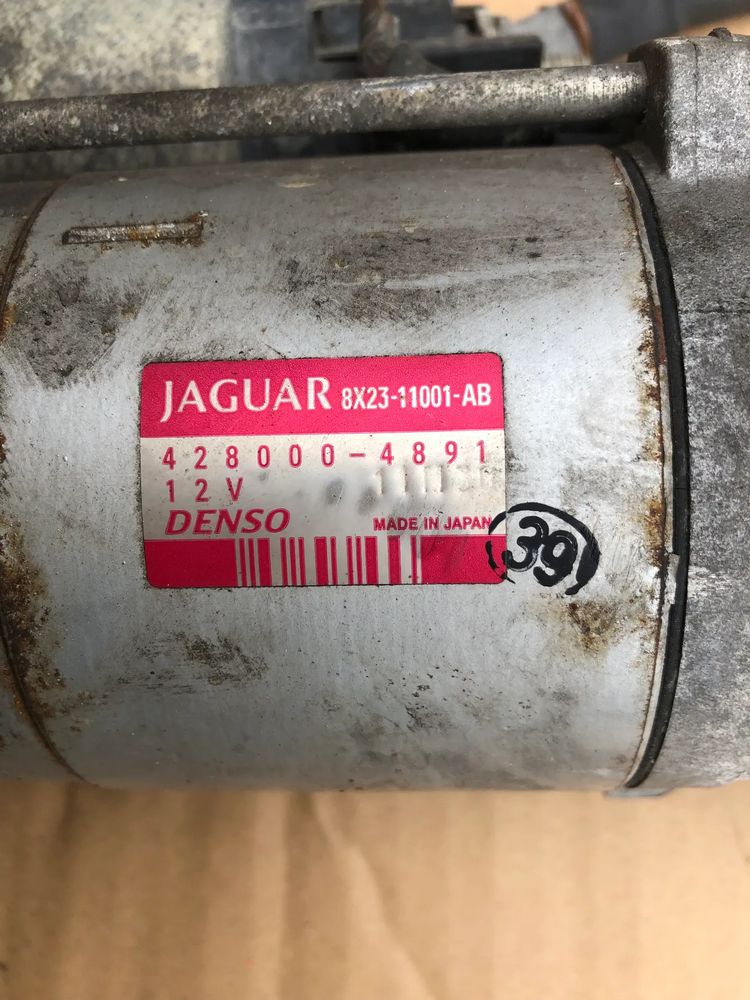 JAGUAR 8X23-11001-AB
428000-4891
12V
DENSO MADE IN JAPAN
39